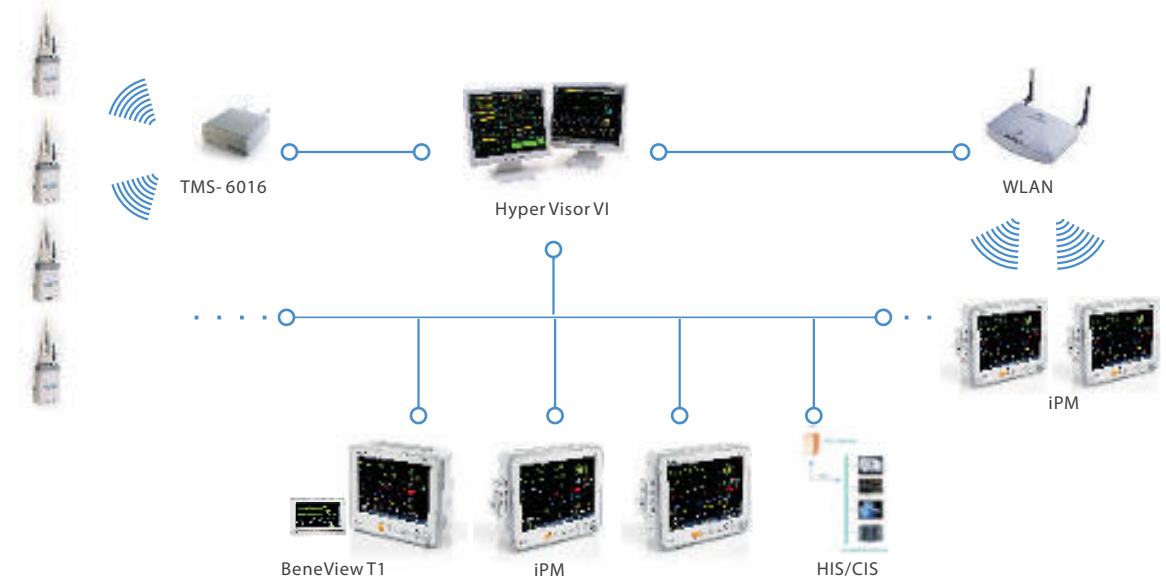 TMS- 6016
Hyper Visor VI
WLAN
iPM
BeneView T1
iPM
HIS/CIS